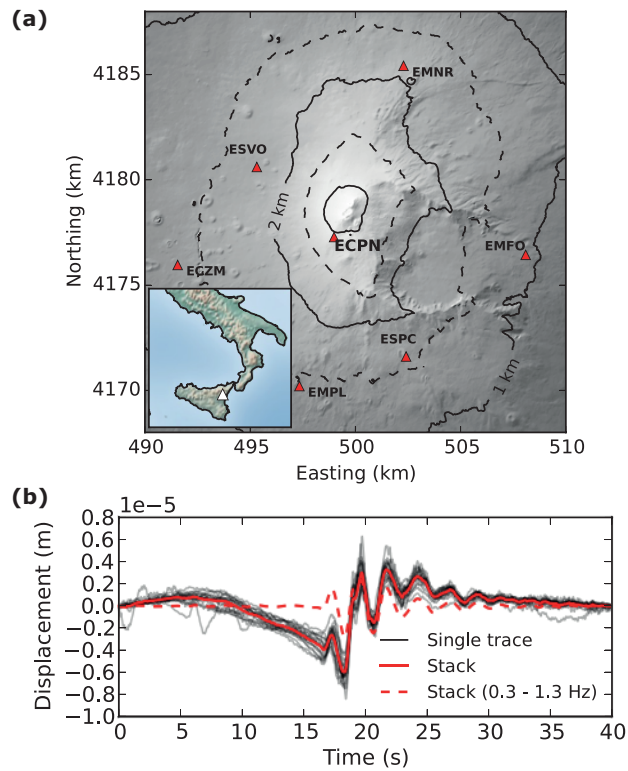 (a)
4185
4180
4175
4170
Northing (km)
EMNR
ESVO
2 km
ECPN
EMFO
ECZM
ESPC
EMPL
1 km
490 495 500 505 510
Easting (km)
(b)
1e-5
0.8
0.6
0.4
0.2
0.0
−0.2
−0.4
−0.6
−0.8
−1.0
Displacement (m)
Single trace
Stack
Stack (0.3 - 1.3 Hz)
0 5 10 15 20 25 30 35 40
Time (s)